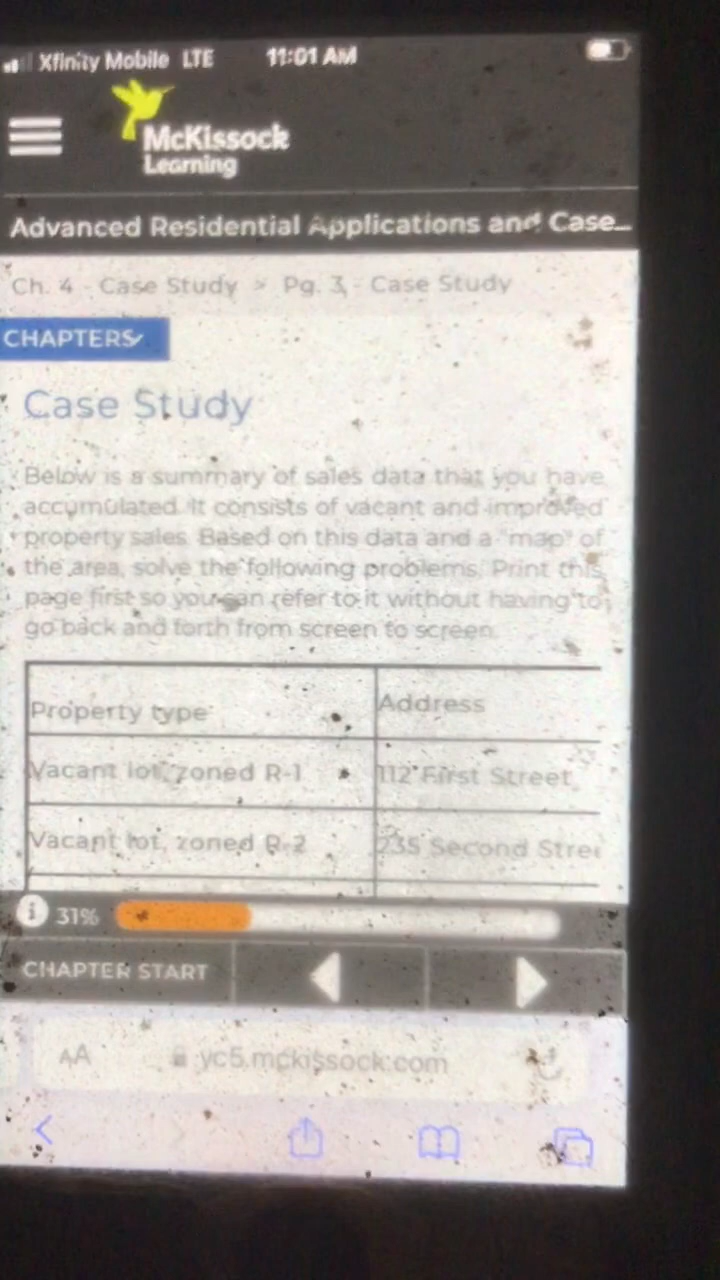 Xfinity Mobile LTE 11:01 AM
McKissock
Learning
Advanced Residential Applications and Case...
Ch. 4 - Case Study > Pg. 3 - Case Study
CHAPTERS
Case Study
Below is a summary of sales data that you have
accumulated. It consists of vacant and improved
property sales. Based on this data and a "map" of
the area, solve the following problems. Print this
page first so you can refer to it without having to
go back and forth from screen to screen.
Property type Address
Vacant lot, zoned R-1 112 First Street
Vacant lot, zoned R-2 235 Second Stree
31%
CHAPTER START
AA yc5.mckissock.com